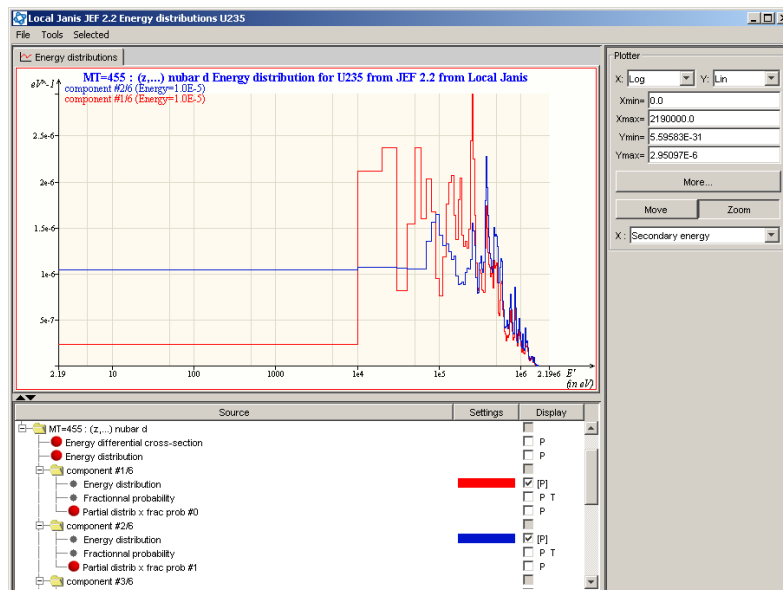 Local Janis JEF 2.2 Energy distributions U235
File Tools Selected
Energy distributions
MT=455 : (z,...) nubar d Energy distribution for U235 from JEF 2.2 from Local Janis
eV^-1
component #2/6 (Energy=1.0E-5)
component #1/6 (Energy=1.0E-5)
2.5e-6
2e-6
1.5e-6
1e-6
5e-7
2.19 10 100 1000 1e4 1e5 1e6 2.19e6 E'
(in eV)
Plotter
X: Log Y: Lin
Xmin= 0.0
Xmax= 2190000.0
Ymin= 5.59583E-31
Ymax= 2.95097E-6
More...
Move Zoom
X : Secondary energy
Source Settings Display
MT=455 : (z,...) nubar d
Energy differential cross-section P
Energy distribution P
component #1/6
Energy distribution [P]
Fractionnal probability P T
Partial distrib x frac prob #0 P
component #2/6
Energy distribution [P]
Fractionnal probability P T
Partial distrib x frac prob #1 P
component #3/6